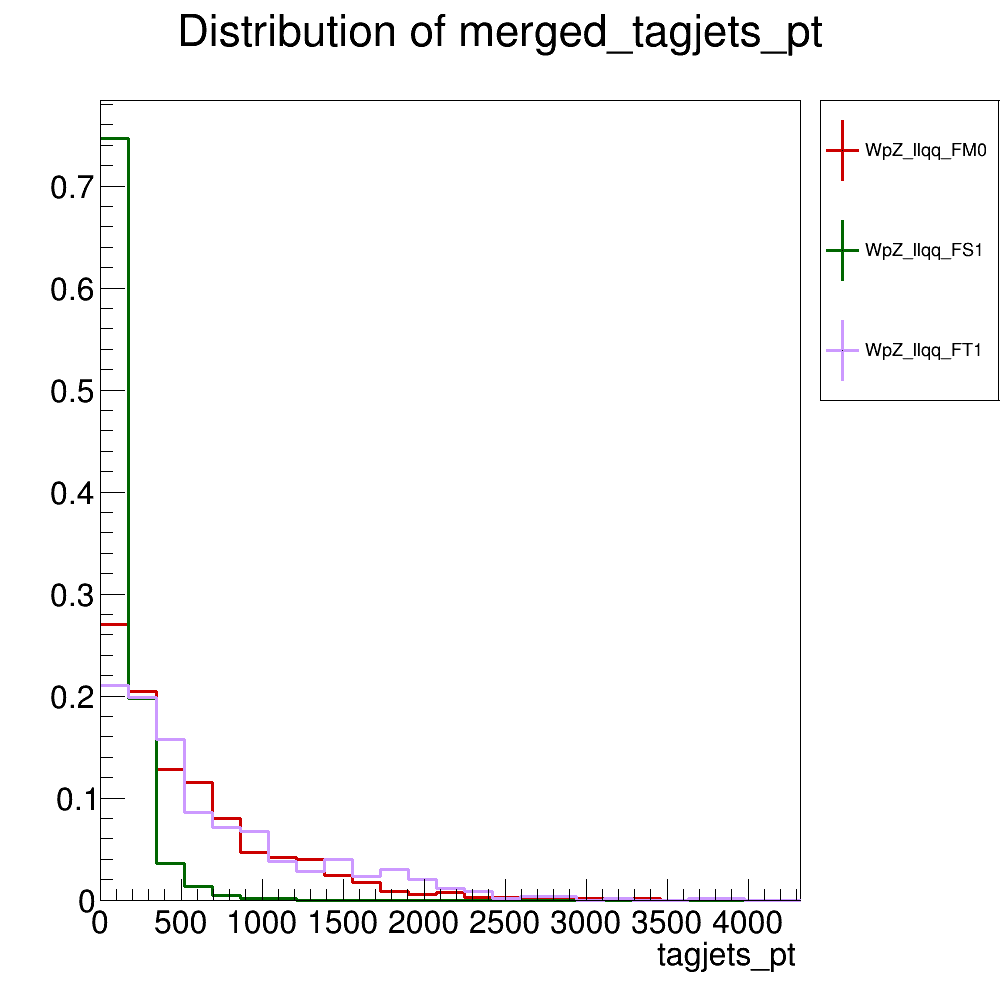 Distribution of merged_tagjets_pt
WpZ_llqq_FM0
WpZ_llqq_FS1
WpZ_llqq_FT1
0.7
0.6
0.5
0.4
0.3
0.2
0.1
0
0 500 1000 1500 2000 2500 3000 3500 4000
tagjets_pt